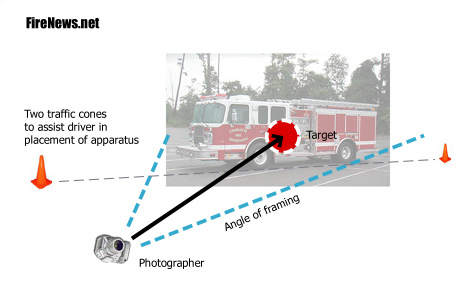 FireNews.net
Two traffic cones
to assist driver in
placement of apparatus
Target
Angle of framing
Photographer